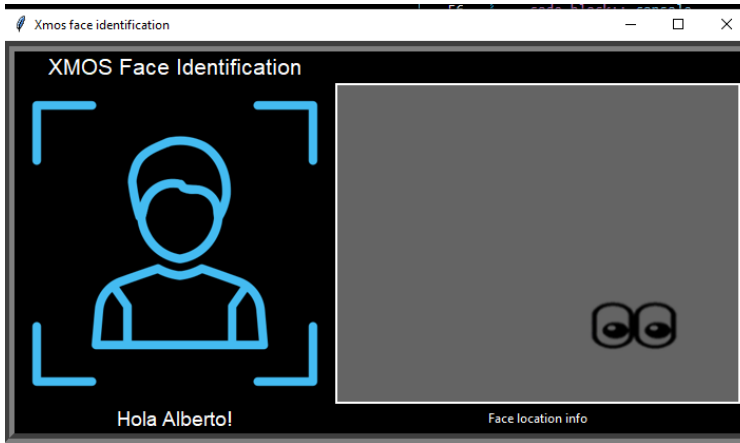 Xmos face identification
XMOS Face Identification
Hola Alberto!
Face location info